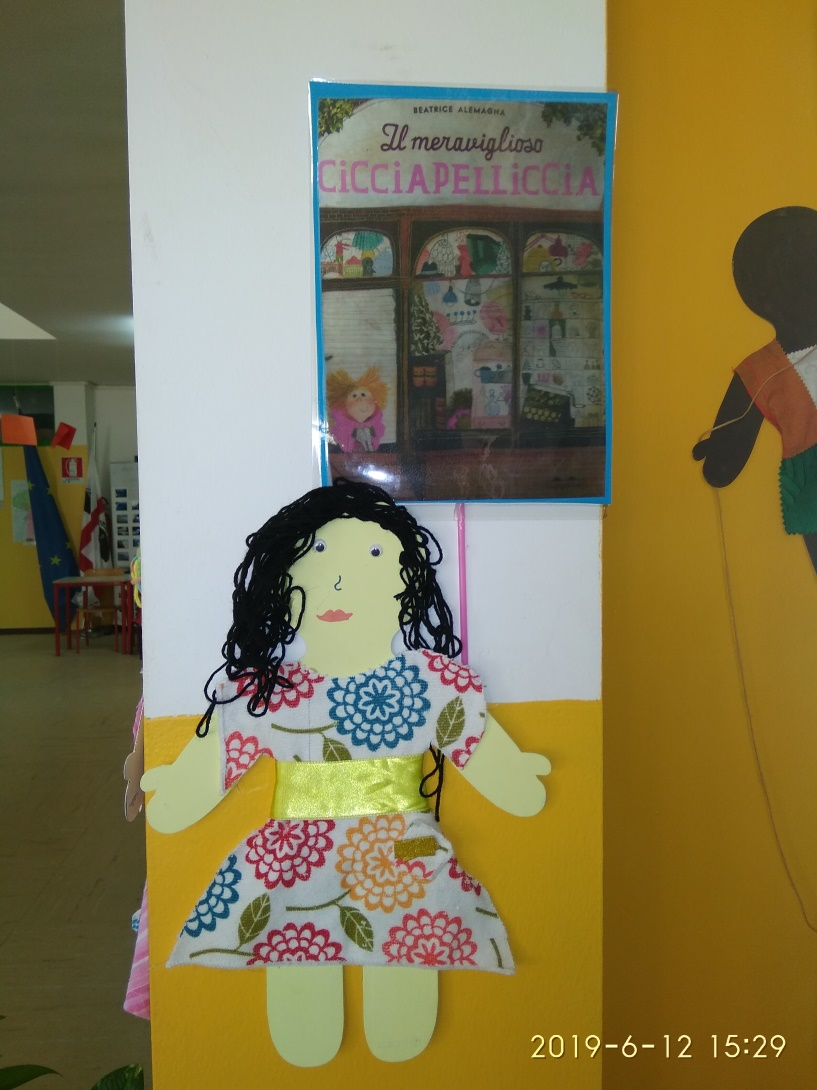 BEATRICE ALEMAGNA
Il meraviglioso
CICCIAPELLICCIA
2019-6-12 15:29